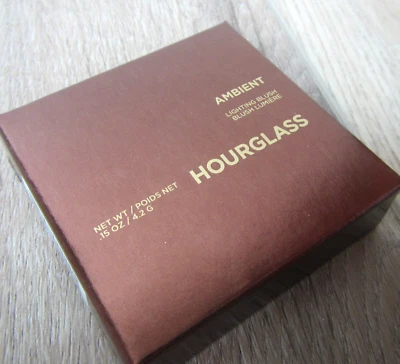 AMBIENT
LIGHTING BLUSH
BLUSH LUMIÈRE
HOURGLASS
NET WT / POIDS NET
.15 OZ / 4.2 G